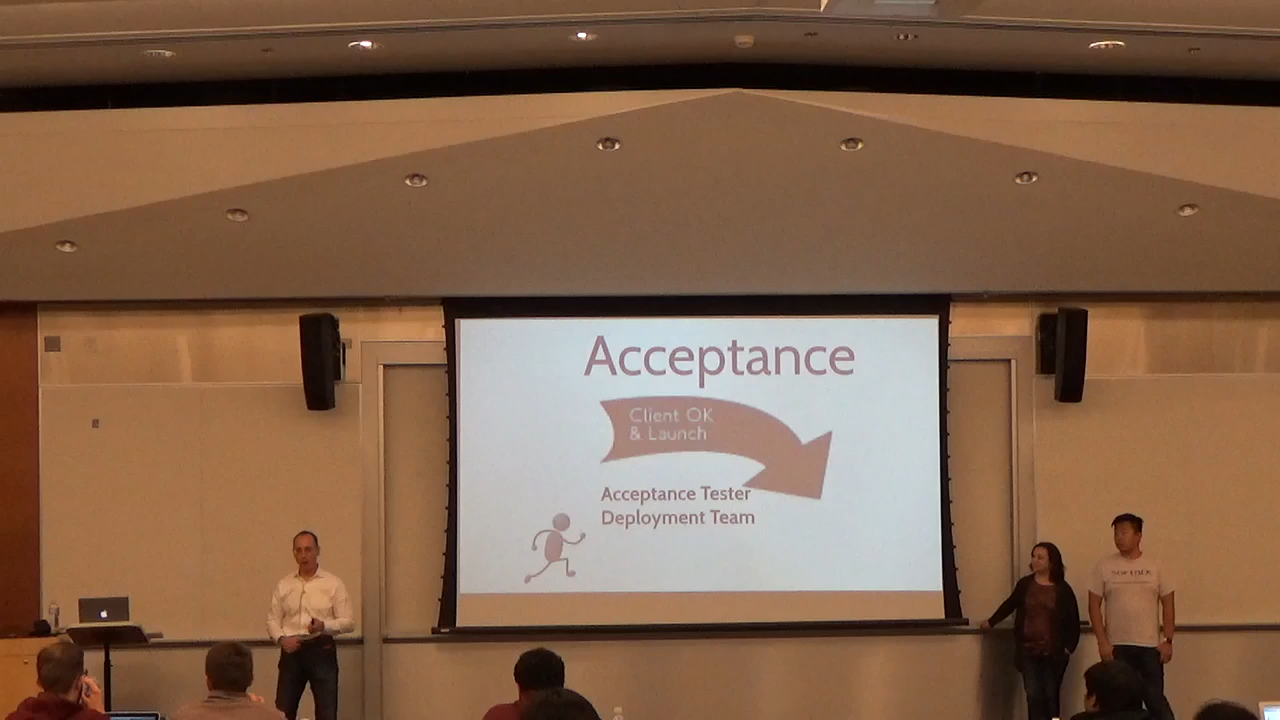 Acceptance
Client OK
& Launch
Acceptance Tester
Deployment Team